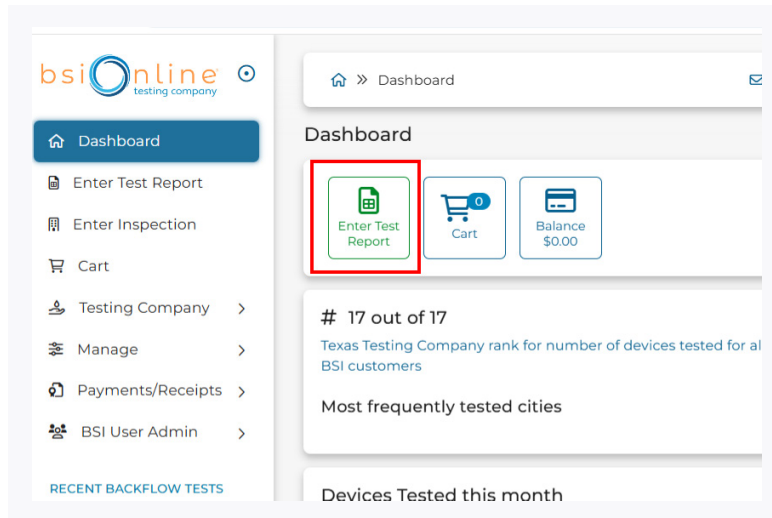 bsiOnline
testing company
Dashboard
Enter Test Report
Enter Inspection
Cart
Testing Company
Manage
Payments/Receipts
BSI User Admin
RECENT BACKFLOW TESTS
Dashboard
Dashboard
Enter Test
Report
0
Cart
Balance
$0.00
# 17 out of 17
Texas Testing Company rank for number of devices tested for al
BSI customers
Most frequently tested cities
Devices Tested this month